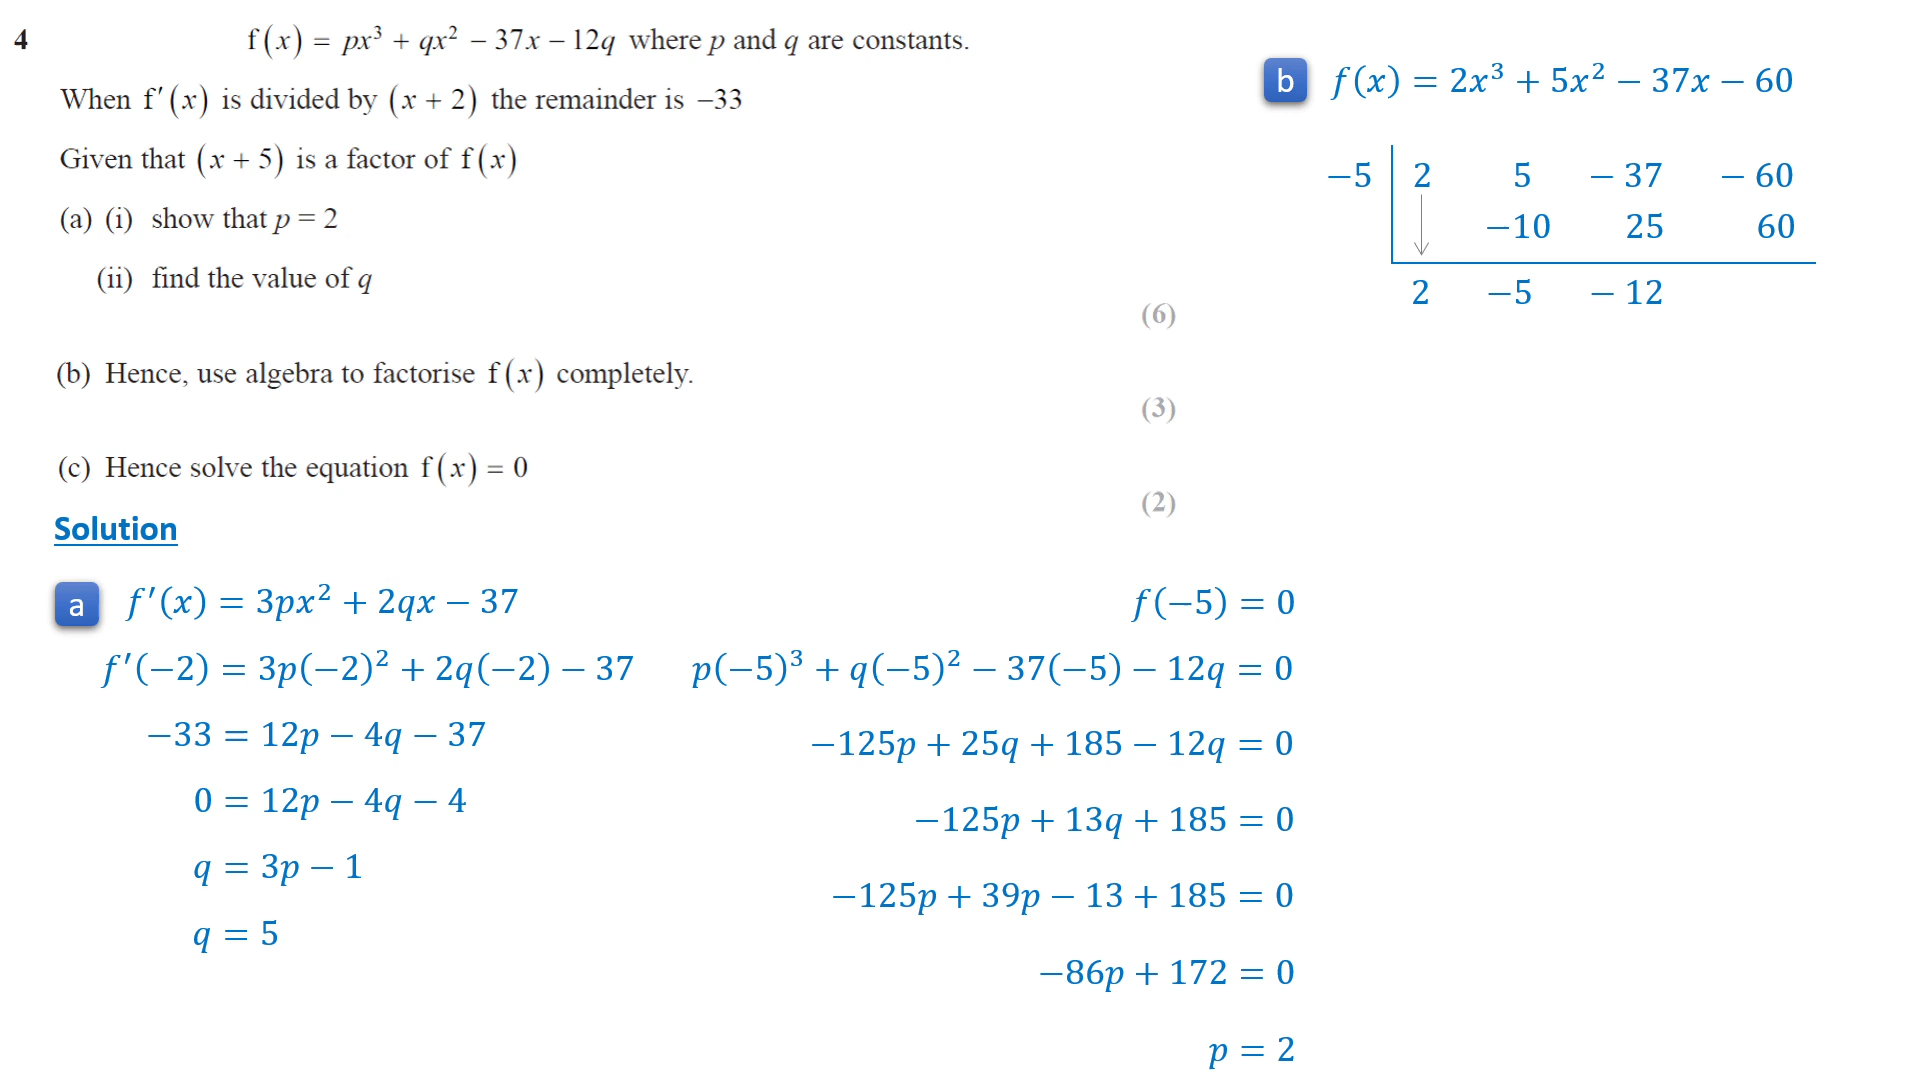 4 f(x) = px³ + qx² − 37x − 12q where p and q are constants.
When f′(x) is divided by (x + 2) the remainder is −33
Given that (x + 5) is a factor of f(x)
(a) (i) show that p = 2
(ii) find the value of q
(6)
(b) Hence, use algebra to factorise f(x) completely.
(3)
(c) Hence solve the equation f(x) = 0
(2)
Solution
a f′(x) = 3px² + 2qx − 37
f′(−2) = 3p(−2)² + 2q(−2) − 37
−33 = 12p − 4q − 37
0 = 12p − 4q − 4
q = 3p − 1
q = 5
f(−5) = 0
p(−5)³ + q(−5)² − 37(−5) − 12q = 0
−125p + 25q + 185 − 12q = 0
−125p + 13q + 185 = 0
−125p + 39p − 13 + 185 = 0
−86p + 172 = 0
p = 2
b f(x) = 2x³ + 5x² − 37x − 60
−5 2 5 − 37 − 60
−10 25 60
2 −5 − 12